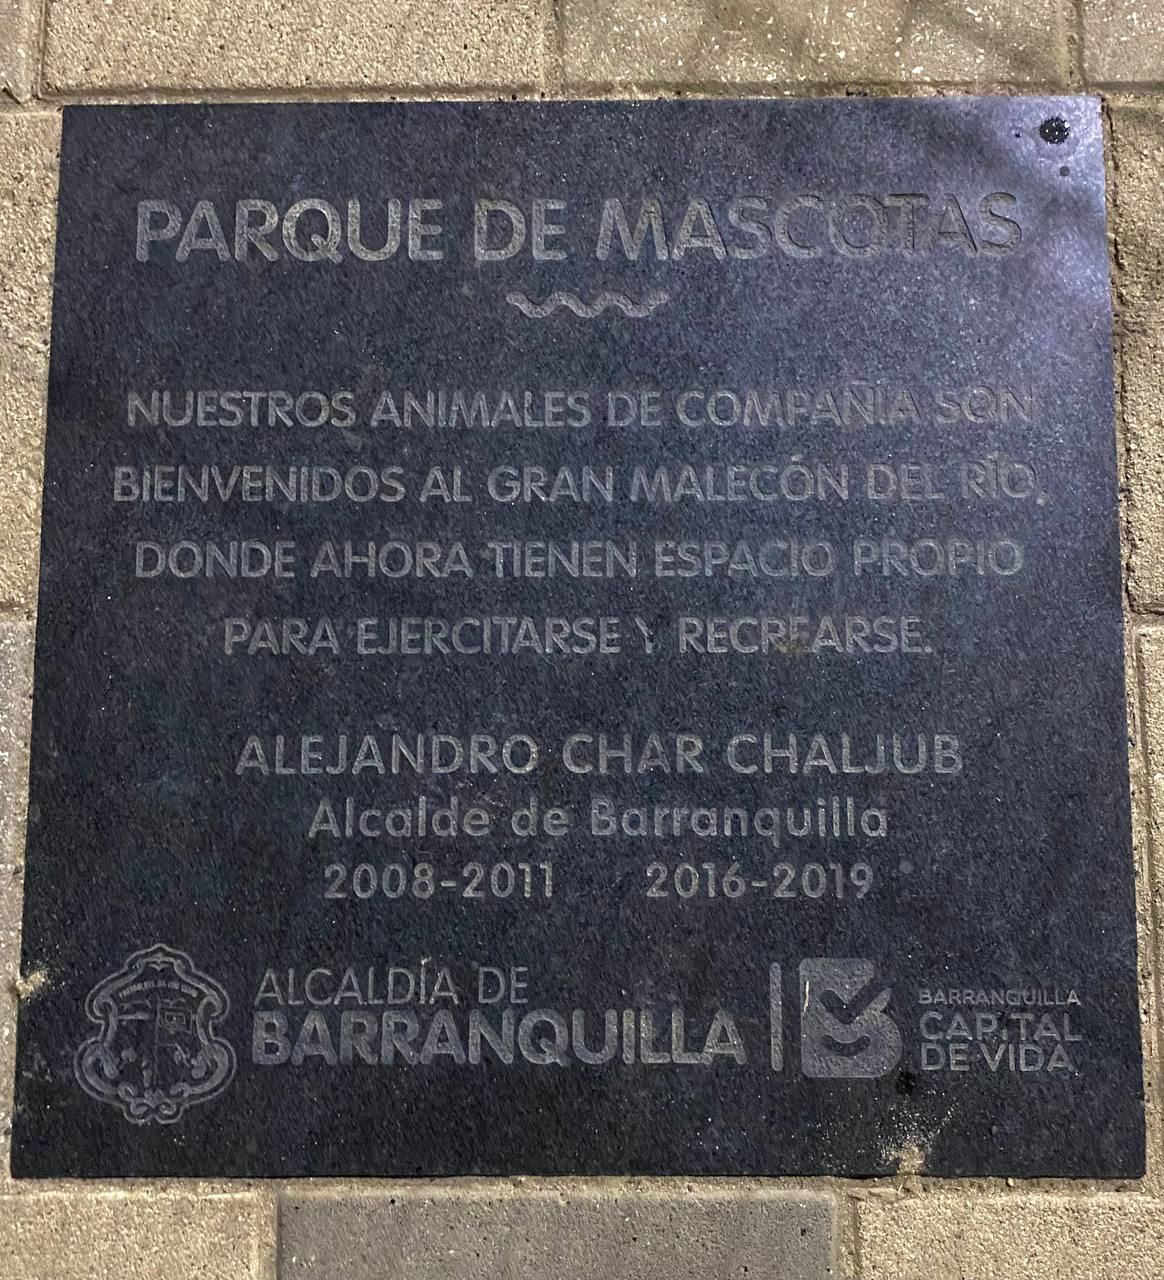 PARQUE DE MASCOTAS
NUESTROS ANIMALES DE COMPAÑIA SON
BIENVENIDOS AL GRAN MALECÓN DEL RÍO,
DONDE AHORA TIENEN ESPACIO PROPIO
PARA EJERCITARSE Y RECREARSE.
ALEJANDRO CHAR CHALJUB
Alcalde de Barranquilla
2008-2011 2016-2019
ALCALDÍA DE
BARRANQUILLA
BARRANQUILLA
CAPITAL
DE VIDA